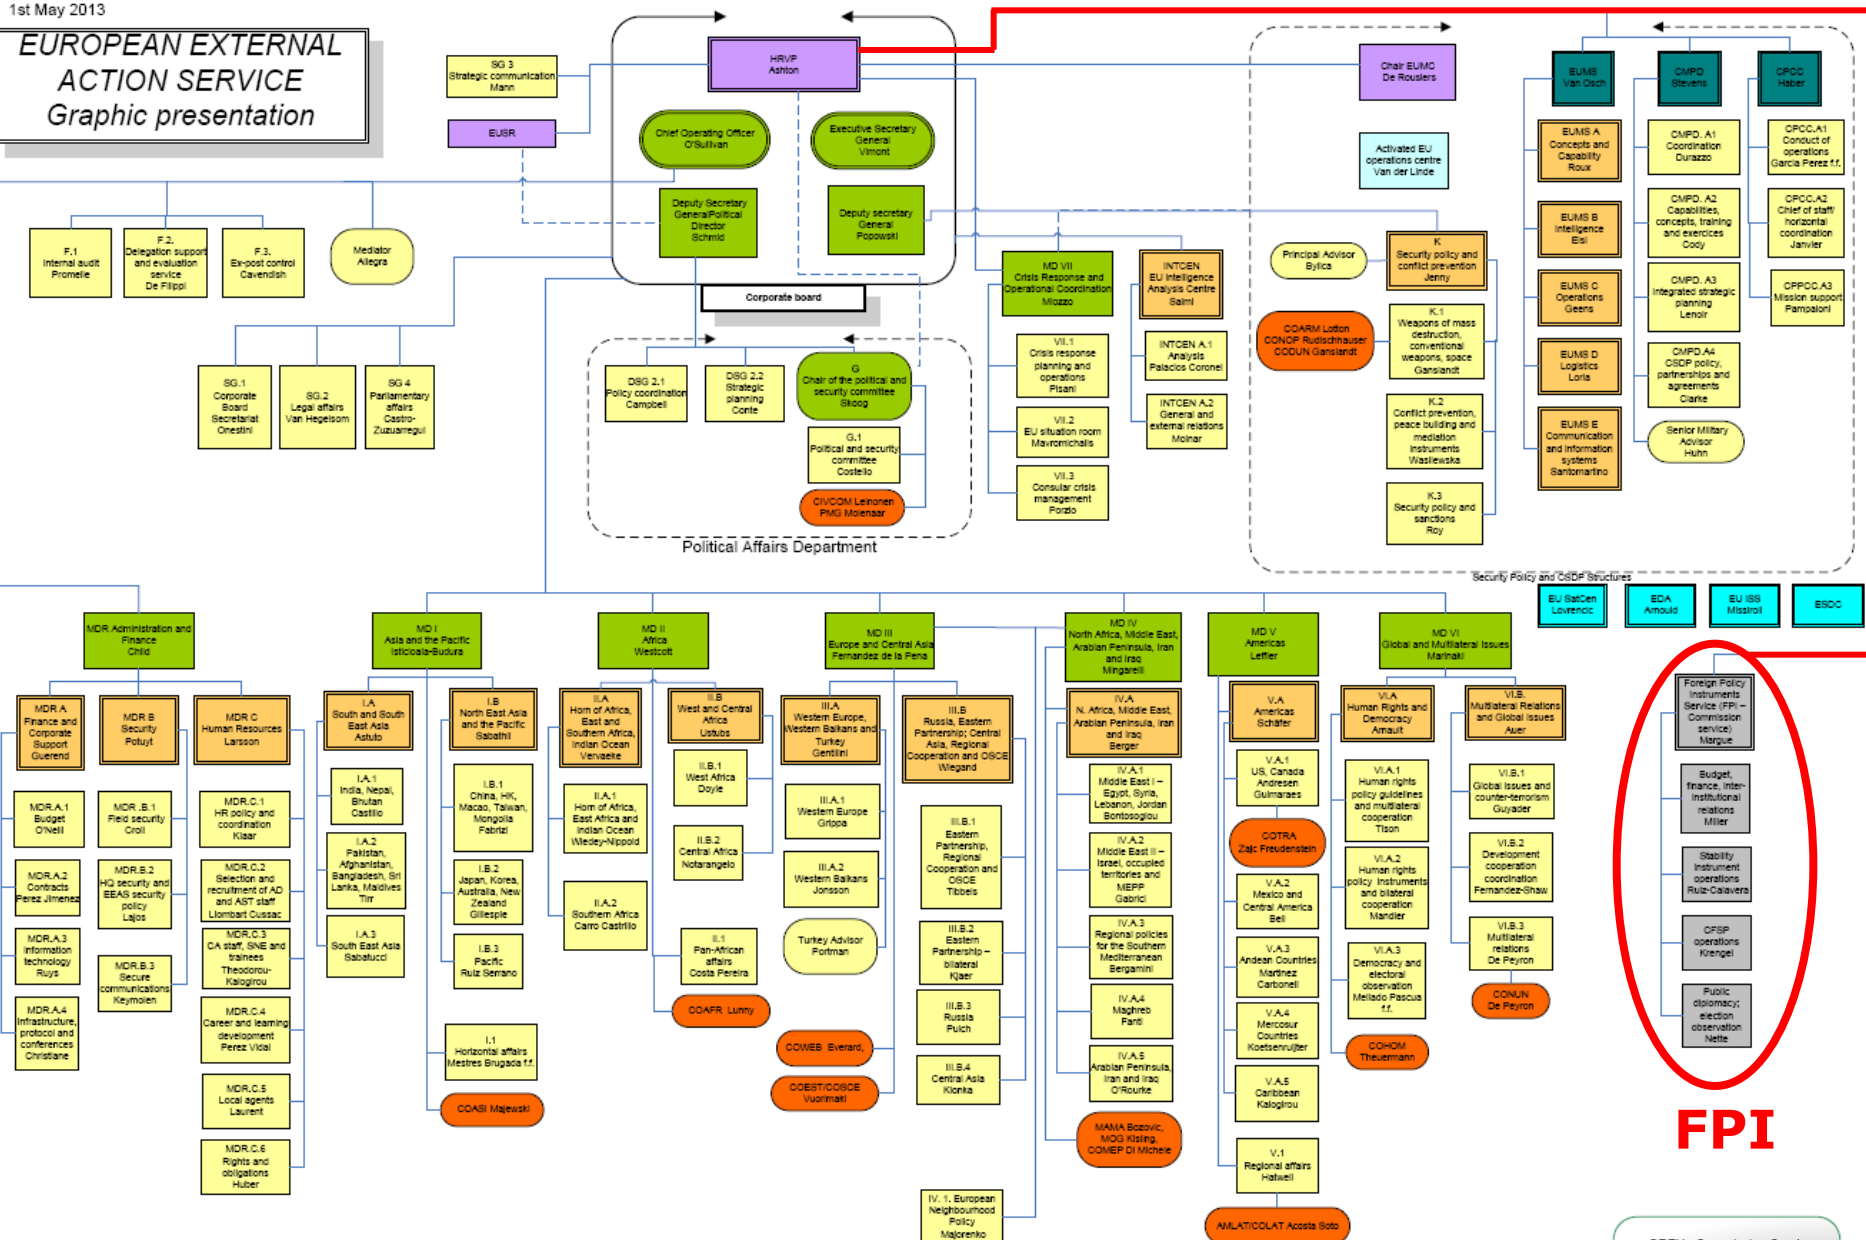 1st May 2013
EUROPEAN EXTERNAL
ACTION SERVICE
Graphic presentation
SG 3
Strategic communication
Mann
EUSR
HRVP
Ashton
Chief Operating Officer
O'Sullivan
Executive Secretary
General
Vimont
Deputy Secretary
GeneralPolitical
Director
Schmid
Deputy secretary
General
Popowski
Corporate board
Chair EUMC
De Rousiers
Activated EU
operations centre
Van der Linde
EUMS
Van Osch
CMPD
Stevens
CPCC
Haber
EUMS A
Concepts and
Capability
Roux
EUMS B
Intelligence
Eisl
EUMS C
Operations
Geens
EUMS D
Logistics
Loria
EUMS E
Communication
and information
systems
Santomartino
CMPD. A1
Coordination
Durazzo
CMPD. A2
Capabilities,
concepts, training
and exercices
Cody
CMPD. A3
Integrated strategic
planning
Lenoir
CMPD.A4
CSDP policy,
partnerships and
agreements
Clarke
Senior Military
Advisor
Huhn
CPCC.A1
Conduct of
operations
Garcia Perez f.f.
CPCC.A2
Chief of staff/
horizontal
coordination
Janvier
CPPCC.A3
Mission support
Pampaloni
F.1
Internal audit
Promelle
F.2.
Delegation support
and evaluation
service
De Filippi
F.3.
Ex-post control
Cavendish
Mediator
Allegra
SG.1
Corporate
Board
Secretariat
Onestini
SG.2
Legal affairs
Van Hegelsom
SG 4
Parliamentary
affairs
Castro-
Zuzuarregui
DSG 2.1
Policy coordination
Campbell
DSG 2.2
Strategic
planning
Conte
G
Chair of the political and
security committee
Skoog
G.1
Political and security
committee
Costello
CIVCOM Leinonen
PMG Molenaar
Political Affairs Department
MD VII
Crisis Response and
Operational Coordination
Miozzo
VII.1
Crisis response
planning and
operations
Pisani
VII.2
EU situation room
Mavromichalis
VII.3
Consular crisis
management
Porzio
INTCEN
EU Intelligence
Analysis Centre
Salmi
INTCEN A.1
Analysis
Palacios Coronel
INTCEN A.2
General and
external relations
Molnar
Principal Advisor
Bylica
K
Security policy and
conflict prevention
Jenny
COARM Lotton
CONOP Rudischhauser
CODUN Ganslandt
K.1
Weapons of mass
destruction,
conventional
weapons, space
Ganslandt
K.2
Conflict prevention,
peace building and
mediation
instruments
Wasilewska
K.3
Security policy and
sanctions
Roy
Security Policy and CSDP Structures
EU SatCen
Lovrencic
EDA
Arnould
EU ISS
Missiroli
ESDC
MDR Administration and
Finance
Child
MDR A
Finance and
Corporate
Support
Guerend
MDR B
Security
Potuyt
MDR C
Human Resources
Larsson
MDR.A.1
Budget
O'Neill
MDR.A.2
Contracts
Perez Jimenez
MDR.A.3
Information
technology
Ruys
MDR.A.4
Infrastructure,
protocol and
conferences
Christiane
MDR .B.1
Field security
Croll
MDR.B.2
HQ security and
EEAS security
policy
Lajos
MDR.B.3
Secure
communications
Keymolen
MDR.C.1
HR policy and
coordination
Klaar
MDR.C.2
Selection and
recruitment of AD
and AST staff
Llombart Cussac
MDR.C.3
CA staff, SNE and
trainees
Theodorou-
Kalogirou
MDR.C.4
Career and learning
development
Perez Vidal
MDR.C.5
Local agents
Laurent
MDR.C.6
Rights and
obligations
Huber
MD I
Asia and the Pacific
Isticioaia-Budura
I.A
South and South
East Asia
Astuto
I.A.1
India, Nepal,
Bhutan
Castillo
I.A.2
Pakistan,
Afghanistan,
Bangladesh, Sri
Lanka, Maldives
Tirr
I.A.3
South East Asia
Sabatucci
I.B
North East Asia
and the Pacific
Sabathil
I.B.1
China, HK,
Macao, Taiwan,
Mongolia
Fabrizi
I.B.2
Japan, Korea,
Australia, New
Zealand
Gillespie
I.B.3
Pacific
Ruiz Serrano
I.1
Horizontal affairs
Mestres Brugada f.f.
COASI Majewski
MD II
Africa
Westcott
II.A
Horn of Africa,
East and
Southern Africa,
Indian Ocean
Vervaeke
II.A.1
Horn of Africa,
East Africa and
Indian Ocean
Wiedey-Nippold
II.A.2
Southern Africa
Carro Castrillo
II.B
West and Central
Africa
Ustubs
II.B.1
West Africa
Doyle
II.B.2
Central Africa
Notarangelo
II.1
Pan-African
affairs
Costa Pereira
COAFR Lunny
MD III
Europe and Central Asia
Fernandez de la Pena
III.A
Western Europe,
Western Balkans and
Turkey
Gentilini
III.A.1
Western Europe
Grippa
III.A.2
Western Balkans
Jonsson
Turkey Advisor
Portman
COWEB Everard,
COEST/COSCE
Vuorimaki
III.B
Russia, Eastern
Partnership; Central
Asia, Regional
Cooperation and OSCE
Wiegand
III.B.1
Eastern
Partnership,
Regional
Cooperation and
OSCE
Tibbels
III.B.2
Eastern
Partnership –
bilateral
Kjaer
III.B.3
Russia
Pulch
III.B.4
Central Asia
Kionka
IV. 1. European
Neighbourhood
Policy
Majorenko
MD IV
North Africa, Middle East,
Arabian Peninsula, Iran
and Iraq
Mingarelli
IV.A
N. Africa, Middle East,
Arabian Peninsula, Iran
and Iraq
Berger
IV.A.1
Middle East I –
Egypt, Syria,
Lebanon, Jordan
Bontosoglou
IV.A.2
Middle East II –
Israel, occupied
territories and
MEPP
Gabrici
IV.A.3
Regional policies
for the Southern
Mediterranean
Bergamini
IV.A.4
Maghreb
Fanti
IV.A.5
Arabian Peninsula,
Iran and Iraq
O'Rourke
MAMA Bozovic,
MOG Kisling,
COMEP Di Michele
MD V
Americas
Leffler
V.A
Americas
Schäfer
V.A.1
US, Canada
Andresen
Guimaraes
COTRA
Zajc Freudenstein
V.A.2
Mexico and
Central America
Bell
V.A.3
Andean Countries
Martinez
Carbonell
V.A.4
Mercosur
Countries
Koetsenruijter
V.A.5
Caribbean
Kalogirou
V.1
Regional affairs
Hatwell
AMLAT/COLAT Acosta Soto
MD VI
Global and Multilateral Issues
Marinaki
VI.A
Human Rights and
Democracy
Arnault
VI.A.1
Human rights
policy guidelines
and multilateral
cooperation
Tison
VI.A.2
Human rights
policy instruments
and bilateral
cooperation
Mandler
VI.A.3
Democracy and
electoral
observation
Mellado Pascua
f.f.
COHOM
Theuermann
VI.B.
Multilateral Relations
and Global Issues
Auer
VI.B.1
Global issues and
counter-terrorism
Guyader
VI.B.2
Development
cooperation
coordination
Fernandez-Shaw
VI.B.3
Multilateral
relations
De Peyron
CONUN
De Peyron
Foreign Policy
Instruments
Service (FPI –
Commission
service)
Margue
Budget,
finance, inter-
institutional
relations
Miller
Stability
Instrument
operations
Ruiz-Calavera
CFSP
operations
Krengel
Public
diplomacy;
election
observation
Nette
FPI